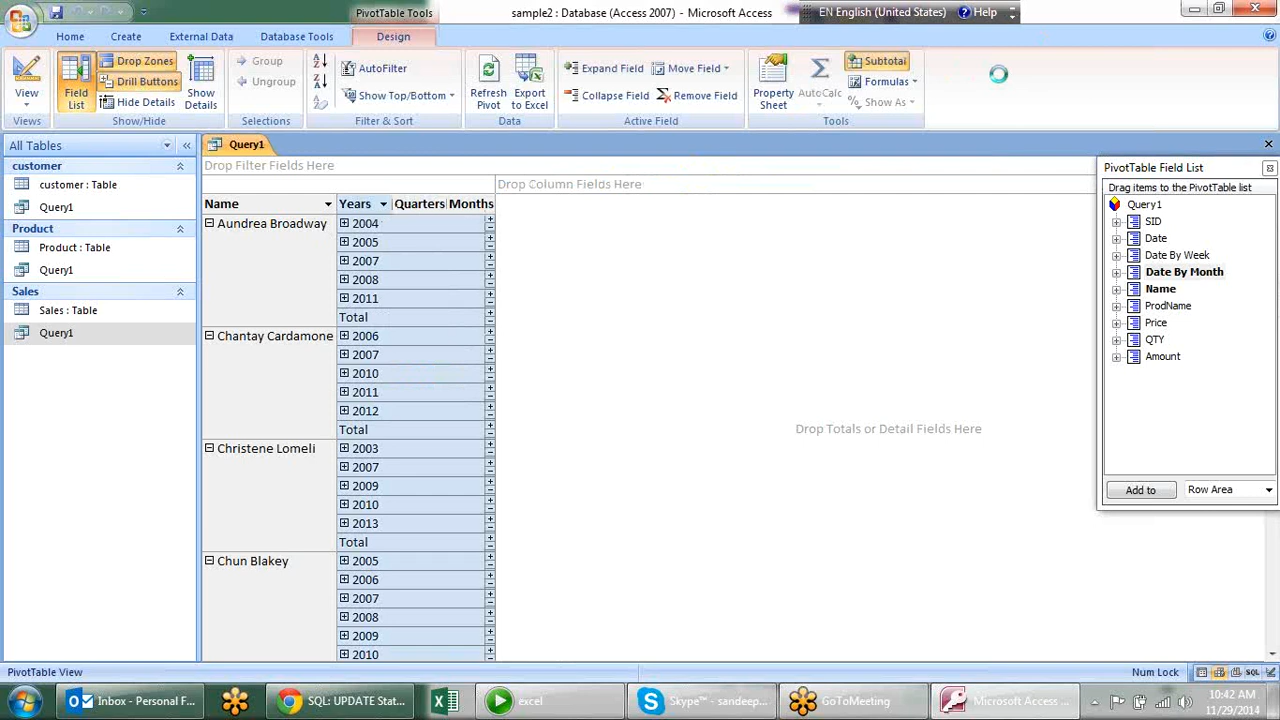 PivotTable Tools
sample2 : Database (Access 2007) - Microsoft Access
EN English (United States)
Help
Home
Create
External Data
Database Tools
Design
View
Field List
Drop Zones
Drill Buttons
Hide Details
Show Details
Group
Ungroup
AutoFilter
Show Top/Bottom
Refresh Pivot
Export to Excel
Expand Field
Collapse Field
Move Field
Remove Field
Property Sheet
AutoCalc
Subtotal
Formulas
Show As
Views
Show/Hide
Selections
Filter & Sort
Data
Active Field
Tools
All Tables
customer
customer : Table
Query1
Product
Product : Table
Query1
Sales
Sales : Table
Query1
Query1
Drop Filter Fields Here
Drop Column Fields Here
Name Years Quarters Months
Aundrea Broadway 2004
2005
2007
2008
2011
Total
Chantay Cardamone 2006
2007
2010
2011
2012
Total
Christene Lomeli 2003
2007
2009
2010
2013
Total
Chun Blakey 2005
2006
2007
2008
2009
2010
Drop Totals or Detail Fields Here
PivotTable Field List
Drag items to the PivotTable list
Query1
SID
Date
Date By Week
Date By Month
Name
ProdName
Price
QTY
Amount
Add to
Row Area
PivotTable View
Num Lock
SQL
Inbox - Personal F...
SQL: UPDATE Stat...
excel
Skype™ - sandeep...
GoToMeeting
Microsoft Access ...
10:42 AM
11/29/2014